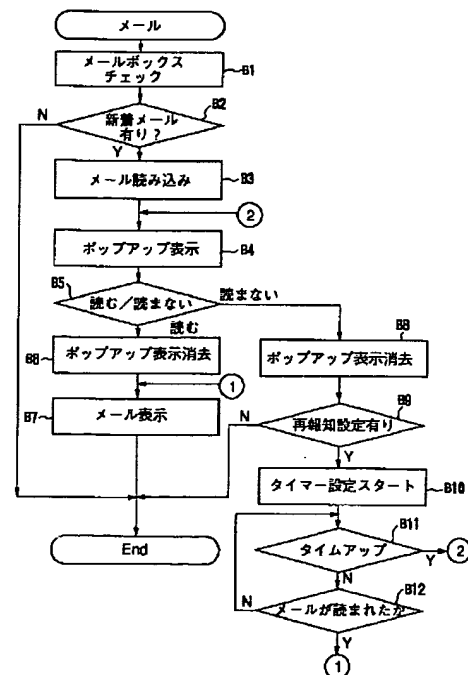 メール
メールボックス
チェック
B1
B2
N
新着メール
有り?
Y
メール読み込み
B3
2
ポップアップ表示
B4
B5
読む/読まない
読まない
読む
B6
ポップアップ表示消去
1
B7
メール表示
End
B8
ポップアップ表示消去
B9
N
再報知設定有り
Y
タイマー設定スタート
B10
B11
タイムアップ
Y
2
N
B12
N
メールが読まれたか
Y
1